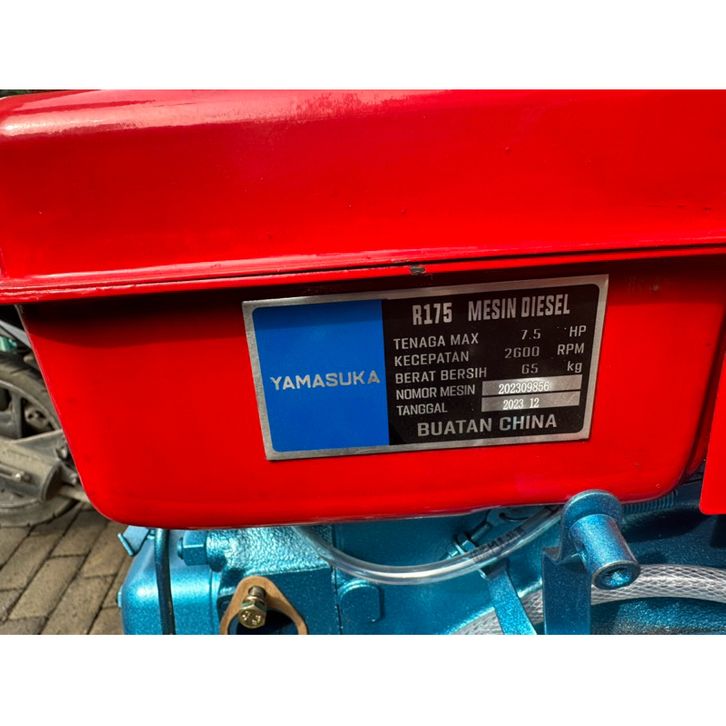 YAMASUKA
R175 MESIN DIESEL
TENAGA MAX 7.5 HP
KECEPATAN 2600 RPM
BERAT BERSIH 65 kg
NOMOR MESIN 202309856
TANGGAL 2023.12
BUATAN CHINA